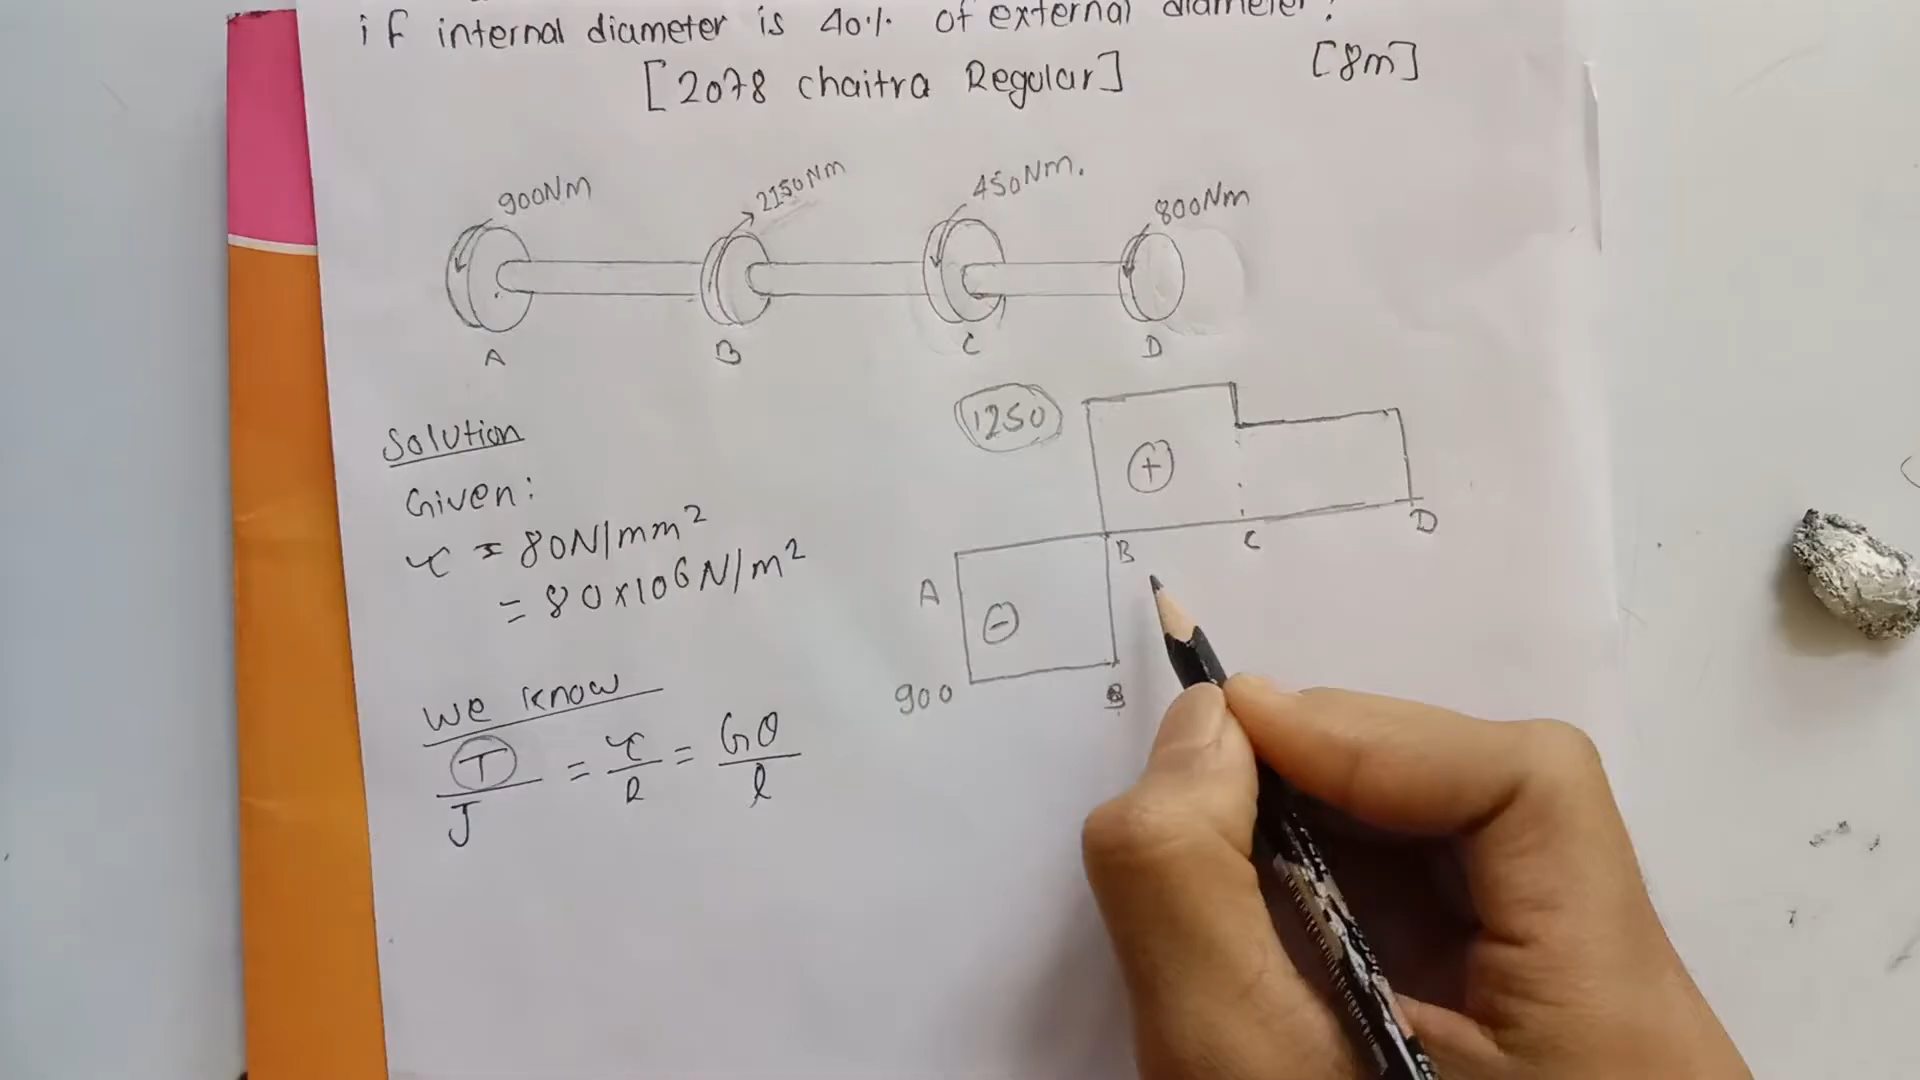 if internal diameter is 40% of external diameter.
[2078 chaitra Regular] [8m]
900Nm
2150Nm
450Nm.
800Nm
A B C D
Solution
Given:
τ = 80N/mm²
= 80×106N/m²
We know
T/J = τ/R = Gθ/l
1250
+
B C D
A
-
900
B